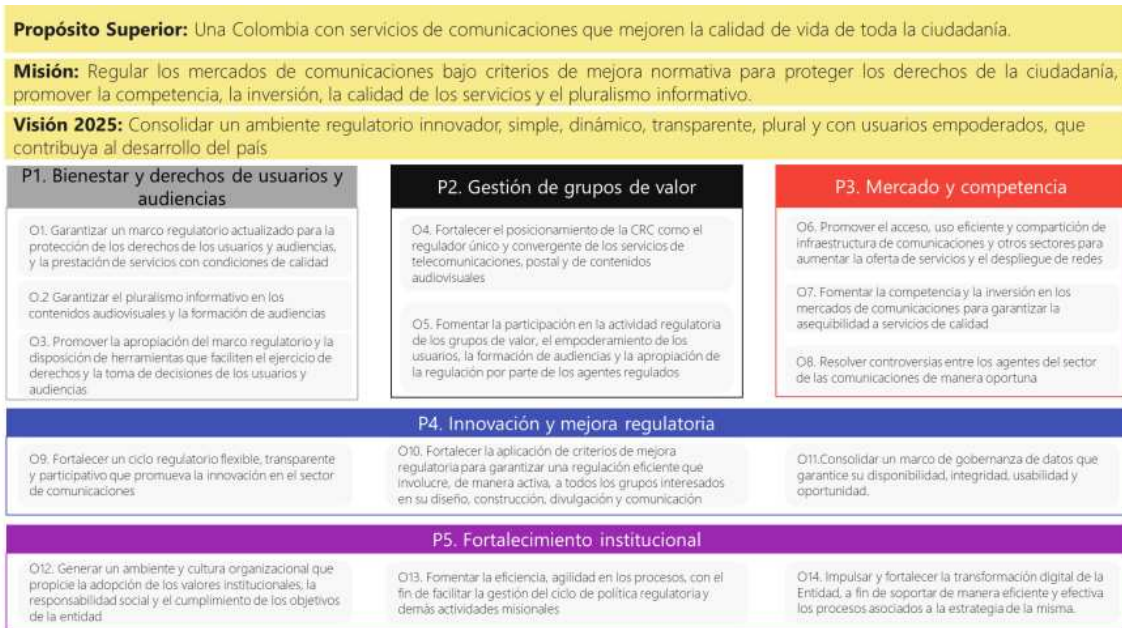 Propósito Superior: Una Colombia con servicios de comunicaciones que mejoren la calidad de vida de toda la ciudadanía.
Misión: Regular los mercados de comunicaciones bajo criterios de mejora normativa para proteger los derechos de la ciudadanía,
promover la competencia, la inversión, la calidad de los servicios y el pluralismo informativo.
Visión 2025: Consolidar un ambiente regulatorio innovador, simple, dinámico, transparente, plural y con usuarios empoderados, que
contribuya al desarrollo del país
P1. Bienestar y derechos de usuarios y
audiencias
O1. Garantizar un marco regulatorio actualizado para la
protección de los derechos de los usuarios y audiencias,
y la prestación de servicios con condiciones de calidad
O.2 Garantizar el pluralismo informativo en los
contenidos audiovisuales y la formación de audiencias
O3. Promover la apropiación del marco regulatorio y la
disposición de herramientas que faciliten el ejercicio de
derechos y la toma de decisiones de los usuarios y
audiencias
P2. Gestión de grupos de valor
O4. Fortalecer el posicionamiento de la CRC como el
regulador único y convergente de los servicios de
telecomunicaciones, postal y de contenidos
audiovisuales
O5. Fomentar la participación en la actividad regulatoria
de los grupos de valor, el empoderamiento de los
usuarios, la formación de audiencias y la apropiación de
la regulación por parte de los agentes regulados
P3. Mercado y competencia
O6. Promover el acceso, uso eficiente y compartición de
infraestructura de comunicaciones y otros sectores para
aumentar la oferta de servicios y el despliegue de redes
O7. Fomentar la competencia y la inversión en los
mercados de comunicaciones para garantizar la
asequibilidad a servicios de calidad
O8. Resolver controversias entre los agentes del sector
de las comunicaciones de manera oportuna
P4. Innovación y mejora regulatoria
O9. Fortalecer un ciclo regulatorio flexible, transparente
y participativo que promueva la innovación en el sector
de comunicaciones
O10. Fortalecer la aplicación de criterios de mejora
regulatoria para garantizar una regulación eficiente que
involucre, de manera activa, a todos los grupos interesados
en su diseño, construcción, divulgación y comunicación
O11.Consolidar un marco de gobernanza de datos que
garantice su disponibilidad, integridad, usabilidad y
oportunidad.
P5. Fortalecimiento institucional
O12. Generar un ambiente y cultura organizacional que
propicie la adopción de los valores institucionales, la
responsabilidad social y el cumplimiento de los objetivos
de la entidad
O13. Fomentar la eficiencia, agilidad en los procesos, con el
fin de facilitar la gestión del ciclo de política regulatoria y
demás actividades misionales
O14. Impulsar y fortalecer la transformación digital de la
Entidad, a fin de soportar de manera eficiente y efectiva
los procesos asociados a la estrategia de la misma.